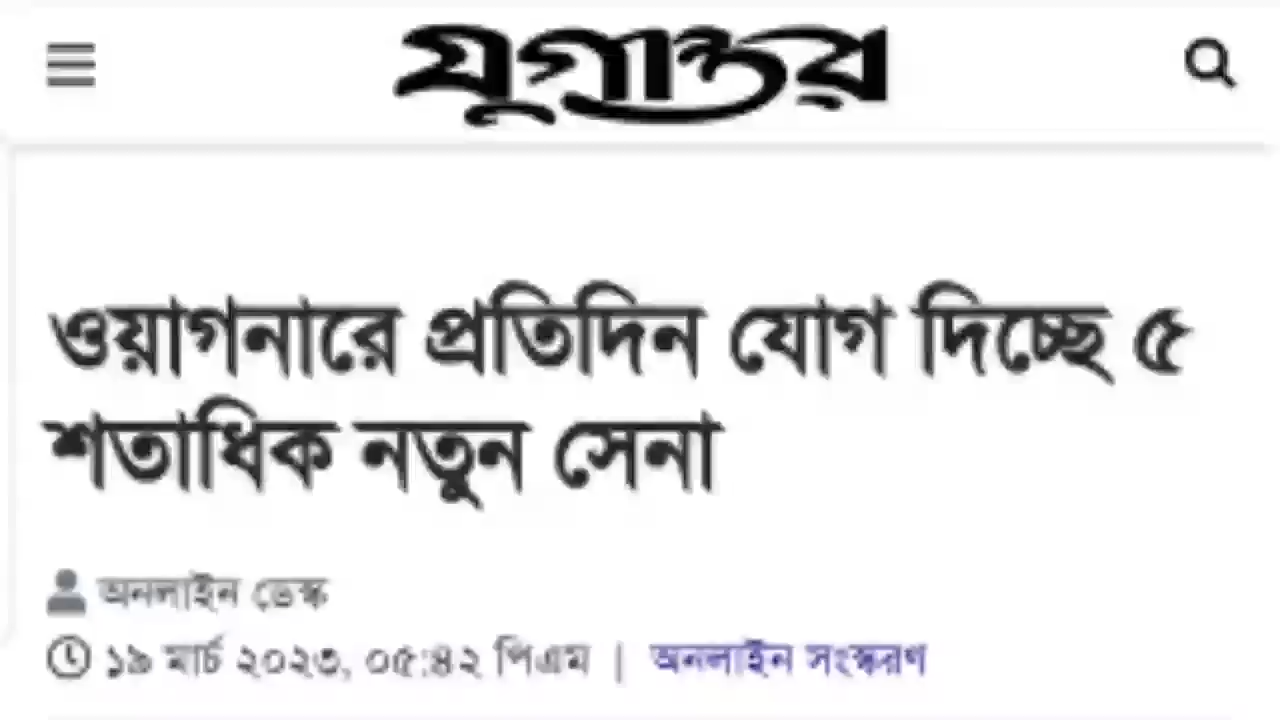 যুগান্তর
ওয়াগনারে প্রতিদিন যোগ দিচ্ছে ৫
শতাধিক নতুন সেনা
অনলাইন ডেস্ক
১৯ মার্চ ২০২৩, ০৫:৪২ পিএম | অনলাইন সংস্করণ